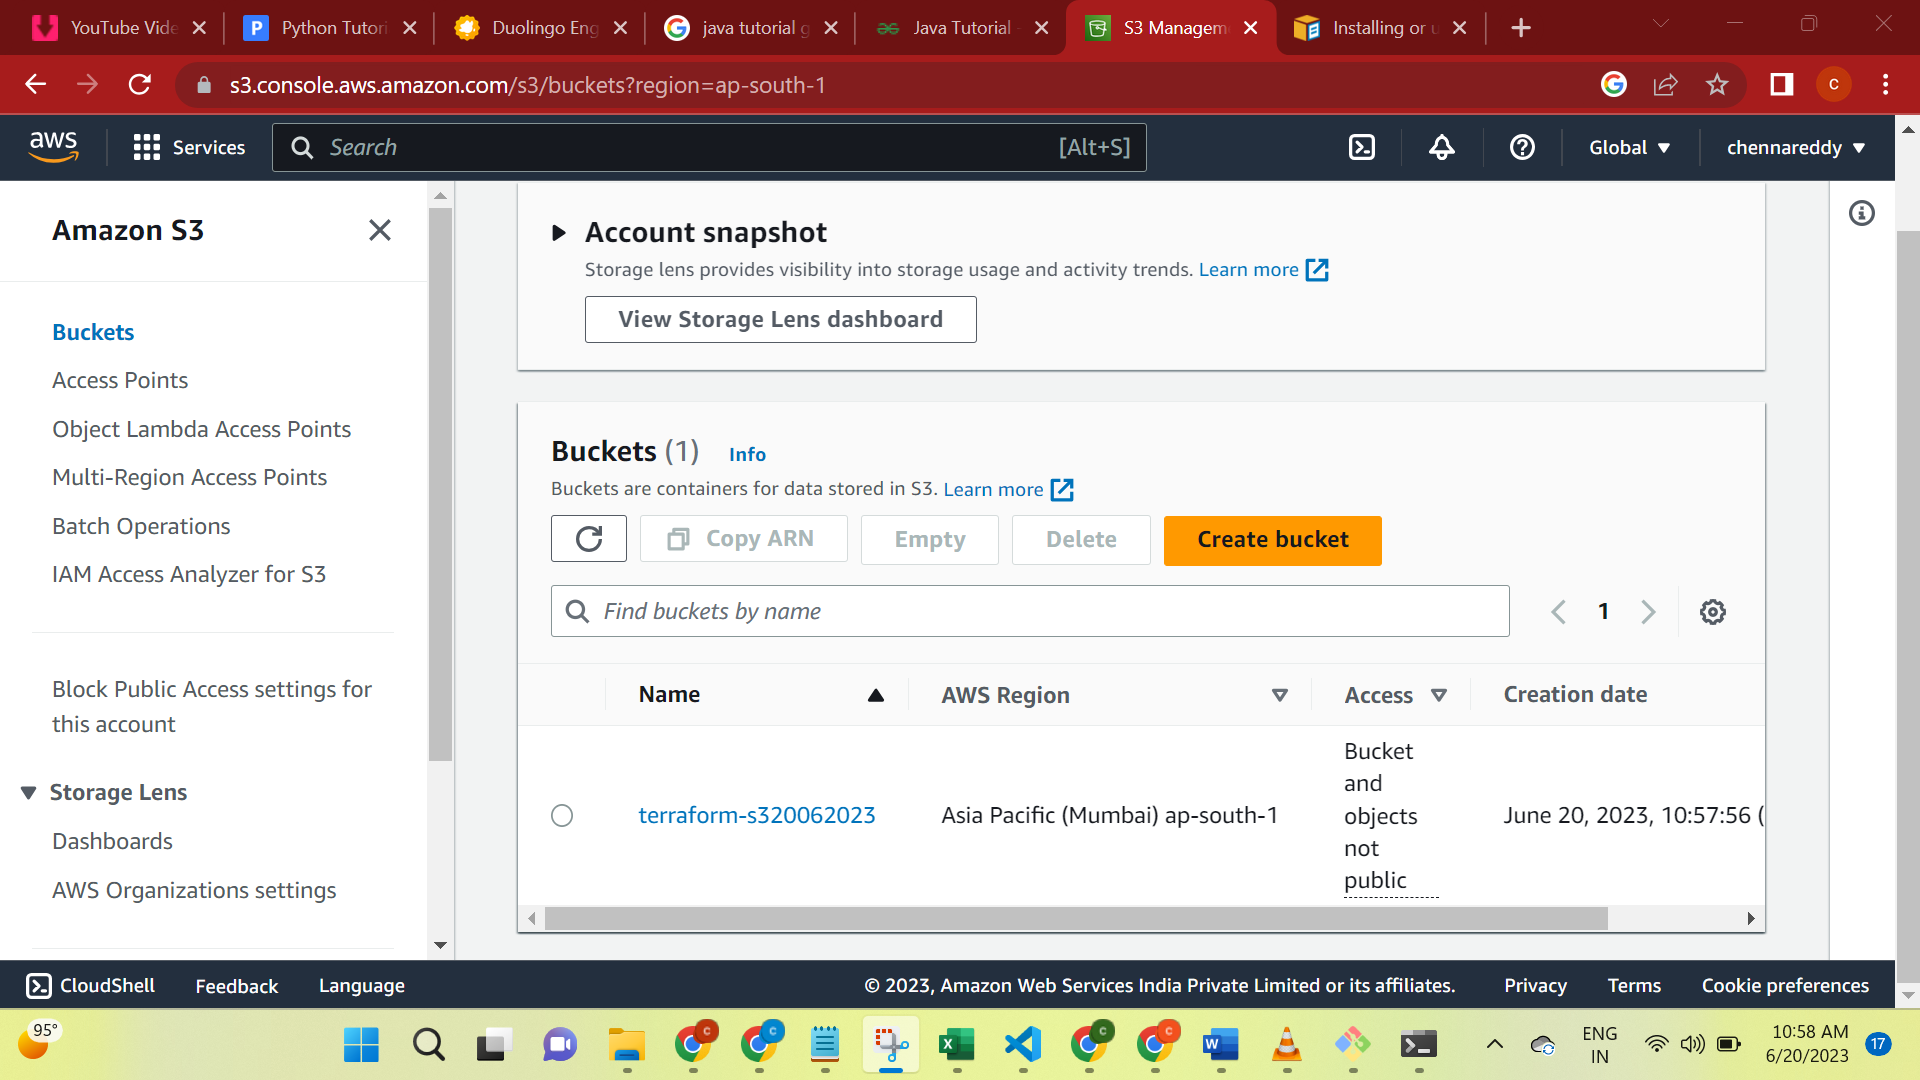 YouTube Vide
Python Tutori
Duolingo Eng
java tutorial g
Java Tutorial -
S3 Managem
Installing or u
s3.console.aws.amazon.com/s3/buckets?region=ap-south-1
C
aws
Services
Search
[Alt+S]
Global
chennareddy
Amazon S3
Buckets
Access Points
Object Lambda Access Points
Multi-Region Access Points
Batch Operations
IAM Access Analyzer for S3
Block Public Access settings for
this account
Storage Lens
Dashboards
AWS Organizations settings
Account snapshot
Storage lens provides visibility into storage usage and activity trends. Learn more
View Storage Lens dashboard
Buckets (1) Info
Buckets are containers for data stored in S3. Learn more
Copy ARN
Empty
Delete
Create bucket
Find buckets by name
1
Name
AWS Region
Access
Creation date
terraform-s320062023
Asia Pacific (Mumbai) ap-south-1
Bucket
and
objects
not
public
June 20, 2023, 10:57:56 (
CloudShell
Feedback
Language
© 2023, Amazon Web Services India Private Limited or its affiliates.
Privacy
Terms
Cookie preferences
95°
C
C
C
C
ENG
IN
10:58 AM
6/20/2023
17